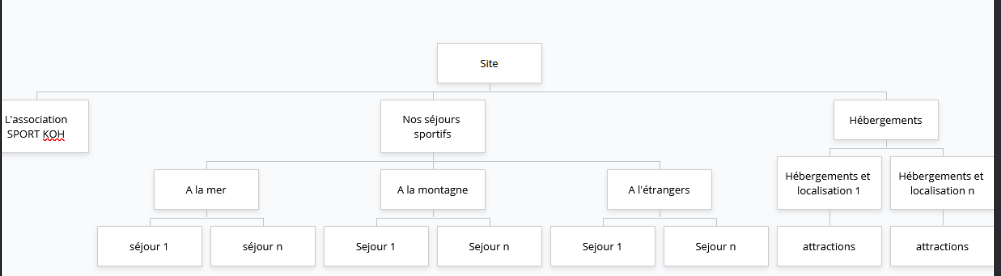 Site
L'association
SPORT KOH
Nos séjours
sportifs
Hébergements
A la mer
A la montagne
A l'étrangers
Hébergements et
localisation 1
Hébergements et
localisation n
séjour 1
séjour n
Sejour 1
Sejour n
Sejour 1
Sejour n
attractions
attractions